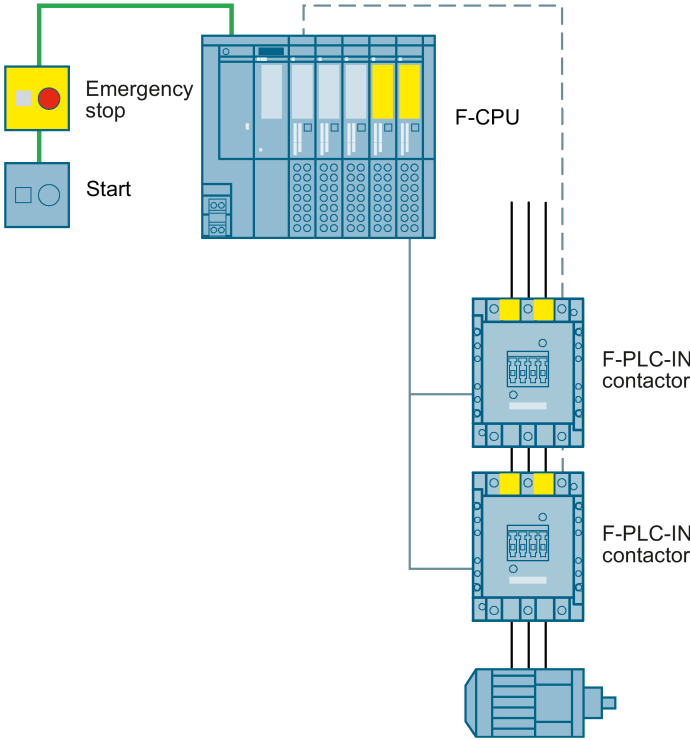 Emergency
stop
F-CPU
Start
F-PLC-IN
contactor
F-PLC-IN
contactor